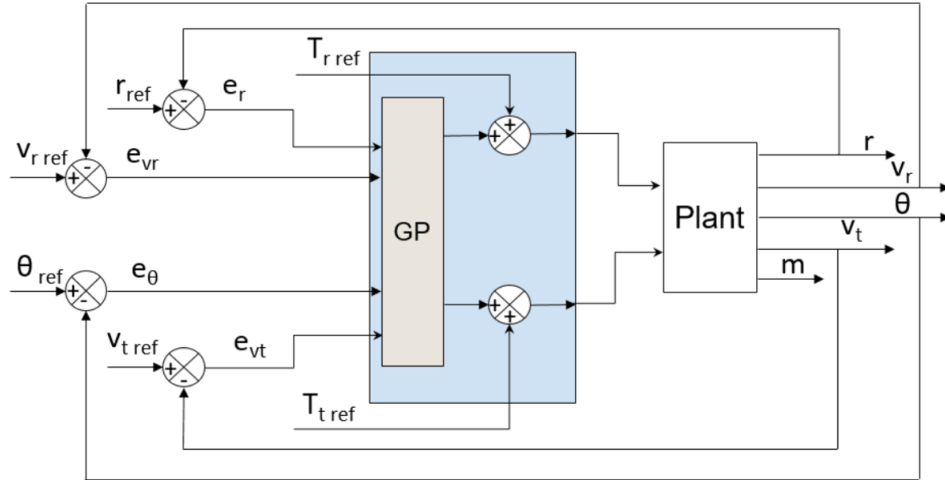 T_r ref
r_ref
e_r
v_r ref
e_vr
r
v_r
θ
v_t
m
GP
Plant
θ_ref
e_θ
v_t ref
e_vt
T_t ref
+
-
+
-
+
-
+
-
+
+
+
+